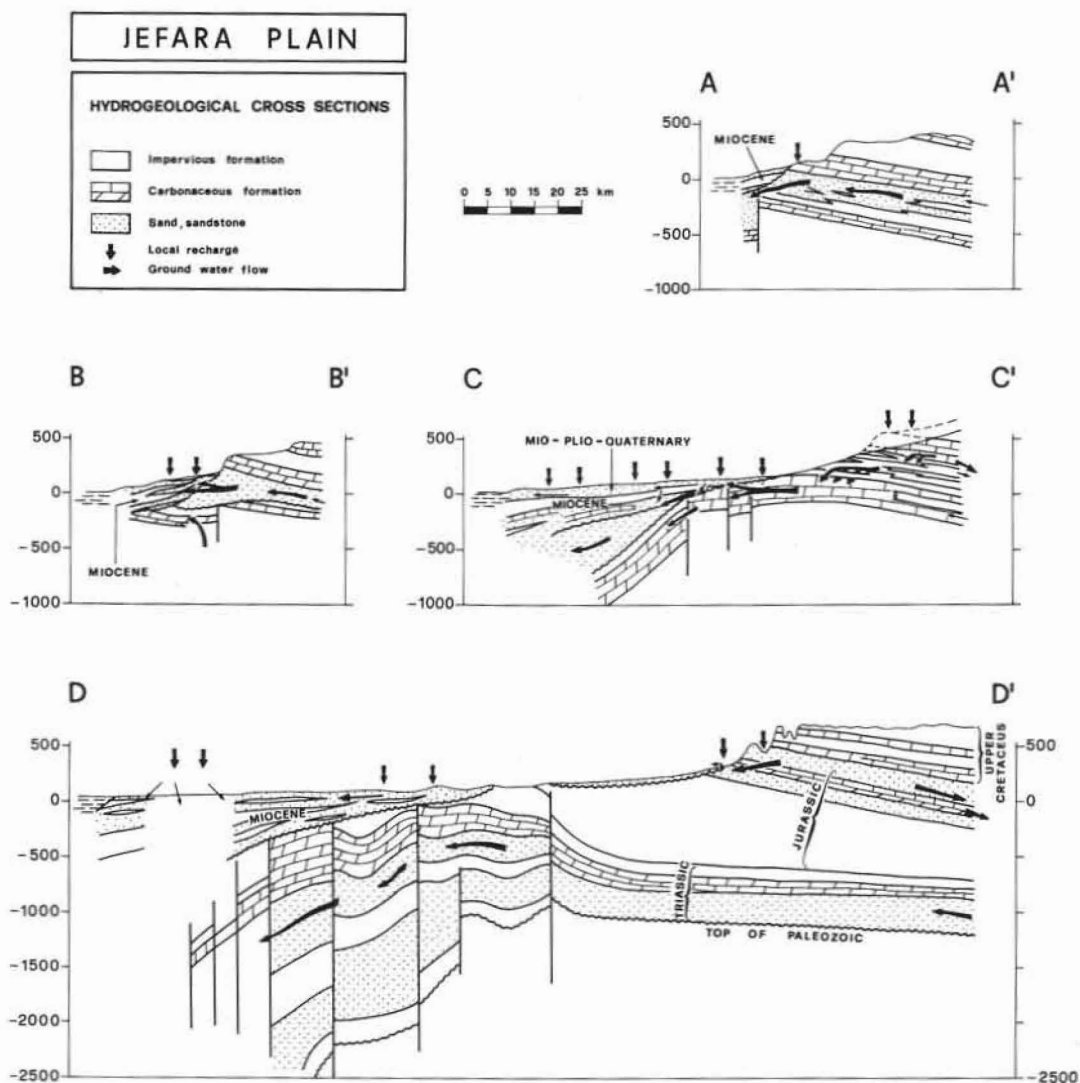 JEFARA PLAIN
HYDROGEOLOGICAL CROSS SECTIONS
Impervious formation
Carbonaceous formation
Sand, sandstone
Local recharge
Ground water flow
0 5 10 15 20 25 km
A A'
500
MIOCENE
0
-500
-1000
B B'
500
0
-500
MIOCENE
-1000
C C'
500
MIO-PLIO-QUATERNARY
0
MIOCENE
-500
-1000
D D'
500 500
UPPER
CRETACEUS
0 0
MIOCENE
JURASSIC
-500
TRIASSIC
-1000
TOP OF PALEOZOIC
-1500
-2000
-2500 -2500